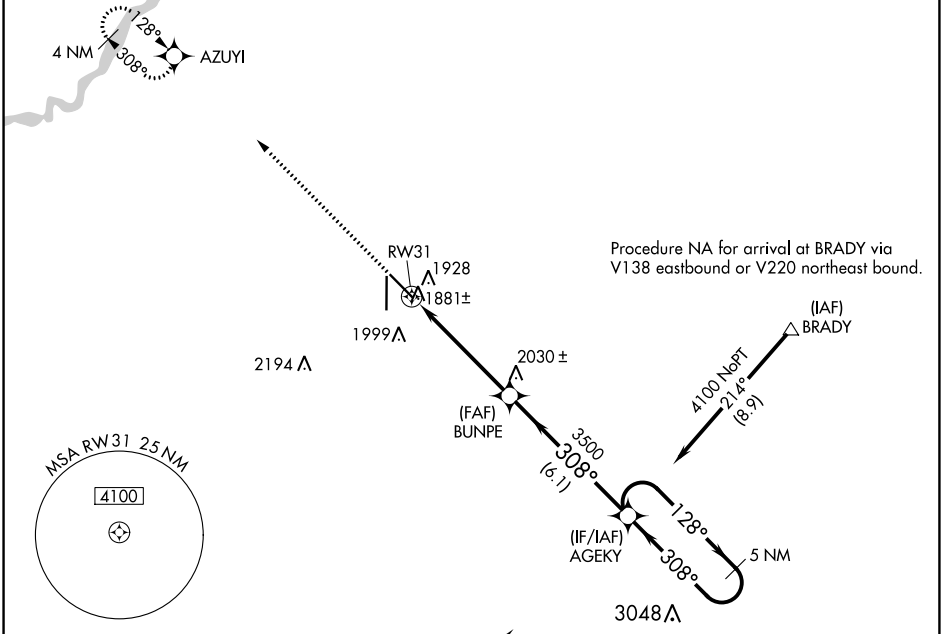 128°
4 NM
308°
AZUYI
RW31
1928
1881±
1999
2194
Procedure NA for arrival at BRADY via
V138 eastbound or V220 northeast bound.
(IAF)
BRADY
4100 NoPT
214°
(8.9)
2030 ±
(FAF)
BUNPE
3500
308°
(6.1)
MSA RW31 25 NM
4100
(IF/IAF)
AGEKY
128°
308°
5 NM
3048